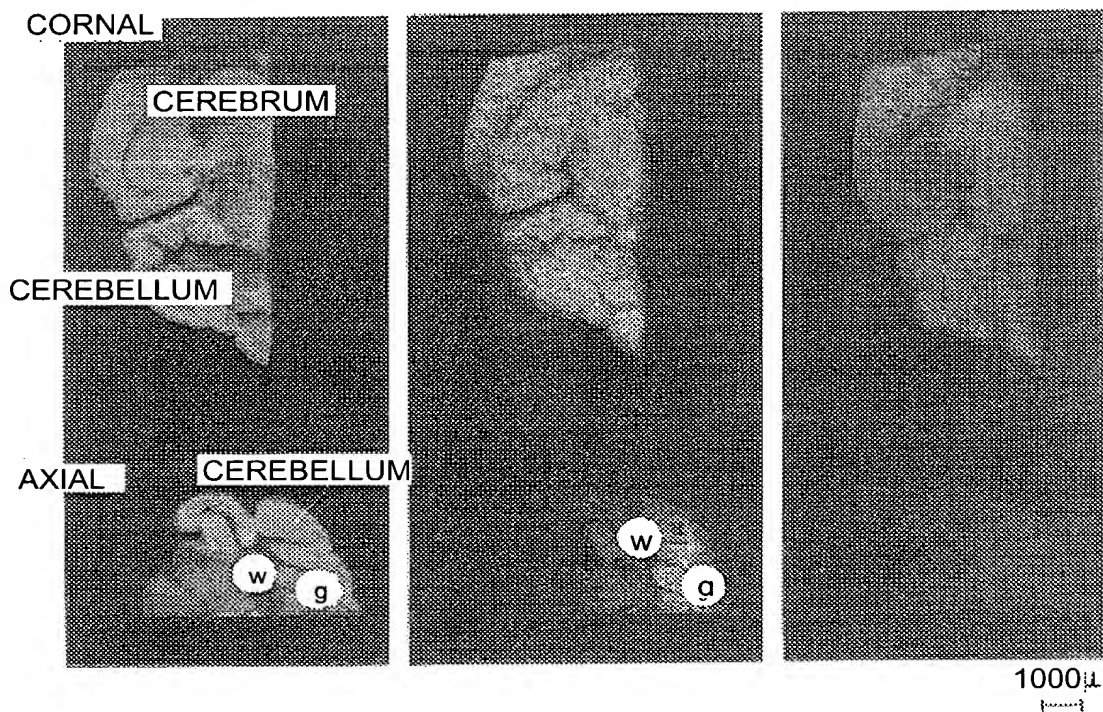 CORNAL
CEREBRUM
CEREBELLUM
AXIAL
CEREBELLUM
w
g
w
g
1000μ